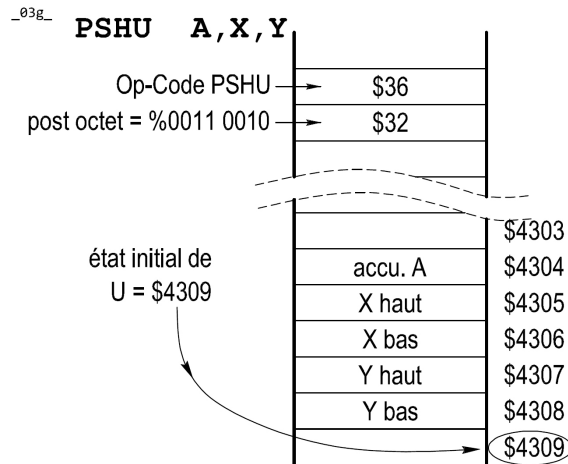 _03g_
PSHU A,X,Y
Op-Code PSHU
$36
post octet = %0011 0010
$32
$4303
état initial de
U = $4309
accu. A
$4304
X haut
$4305
X bas
$4306
Y haut
$4307
Y bas
$4308
$4309